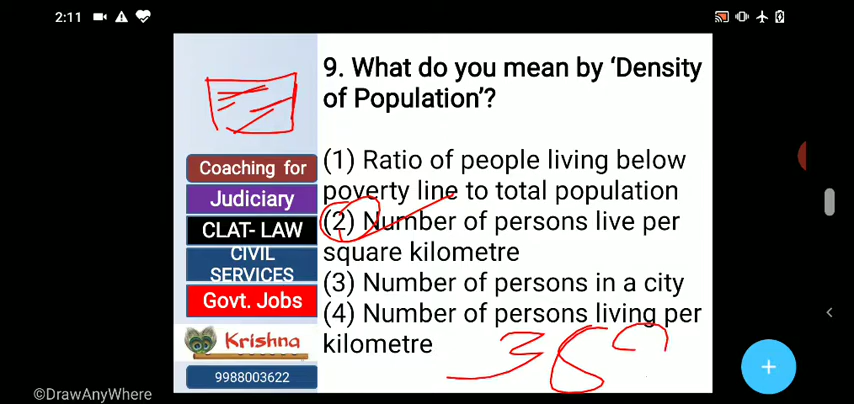 2:11
9. What do you mean by ‘Density
of Population’?
(1) Ratio of people living below
poverty line to total population
(2) Number of persons live per
square kilometre
(3) Number of persons in a city
(4) Number of persons living per
kilometre
Coaching for
Judiciary
CLAT- LAW
CIVIL
SERVICES
Govt. Jobs
Krishna
9988003622
©DrawAnyWhere